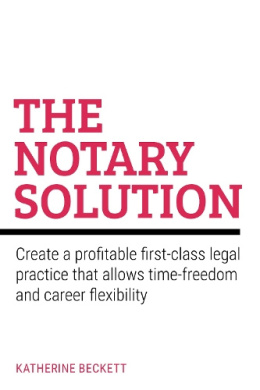 THE
NOTARY
SOLUTION
Create a profitable first-class legal
practice that allows time-freedom
and career flexibility
KATHERINE BECKETT